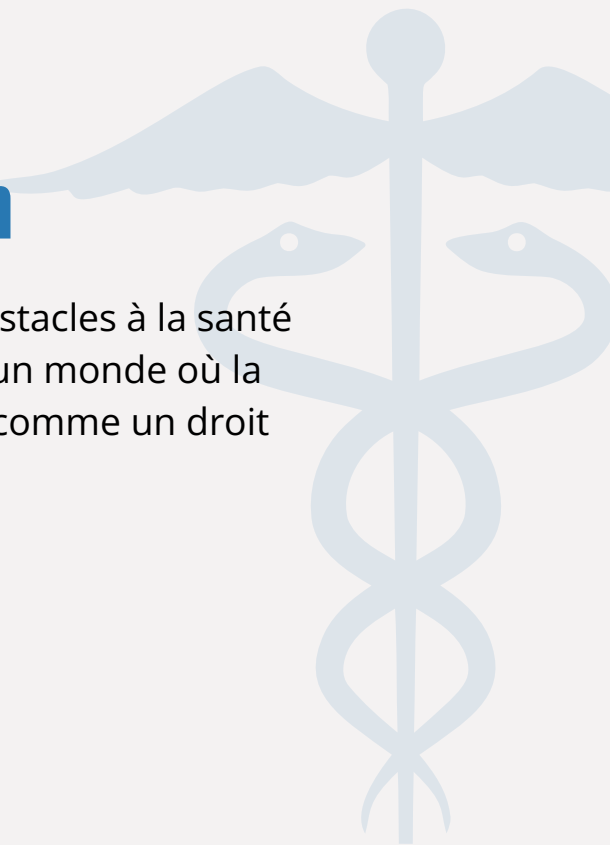 stacles à la santé
un monde où la
comme un droit